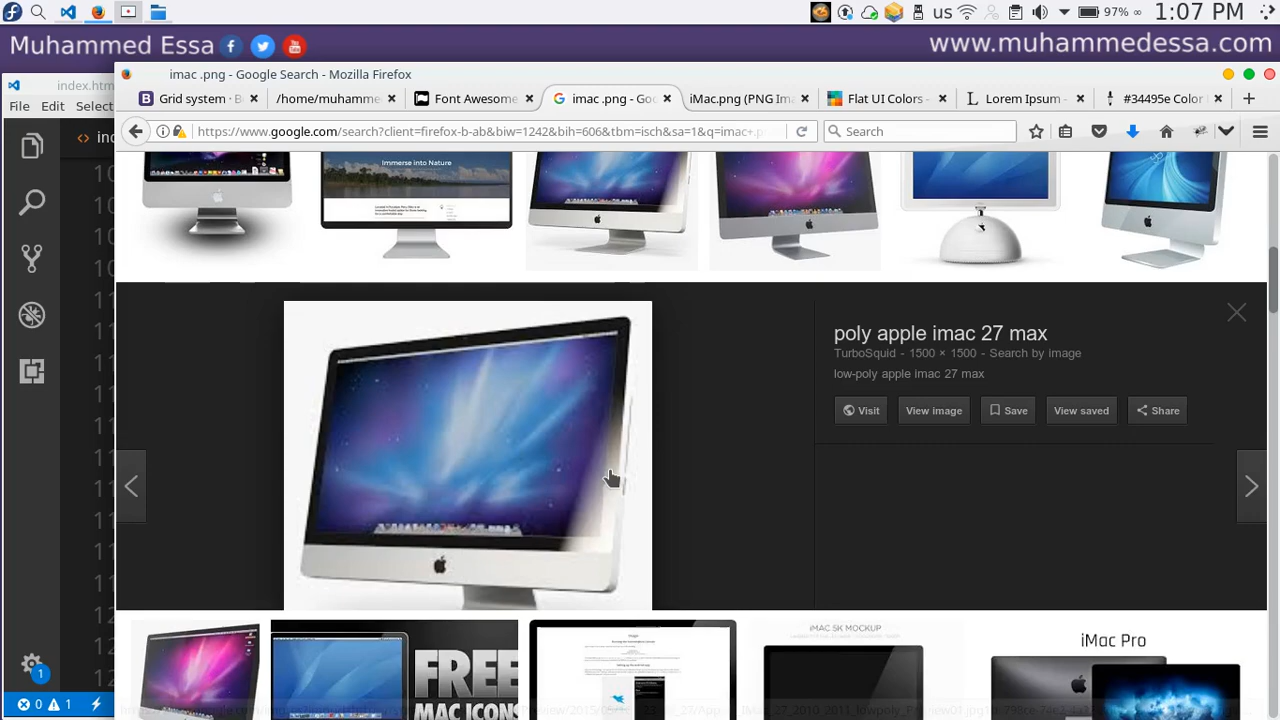 us
97%
1:07 PM
Muhammed Essa
www.muhammedessa.com
index.htm
imac .png - Google Search - Mozilla Firefox
File Edit Select
Grid system · B
/home/muhamme
Font Awesome
imac .png - Goo
iMac.png (PNG Ima
Flat UI Colors -
Lorem Ipsum -
#34495e Color
https://www.google.com/search?client=firefox-b-ab&biw=1242&bih=606&tbm=isch&sa=1&q=imac+.p
Search
Immerse into Nature
poly apple imac 27 max
TurboSquid - 1500 × 1500 - Search by image
low-poly apple imac 27 max
Visit
View image
Save
View saved
Share
FREE
MAC ICONS
iMAC 5K MOCKUP
iMac Pro
0 1